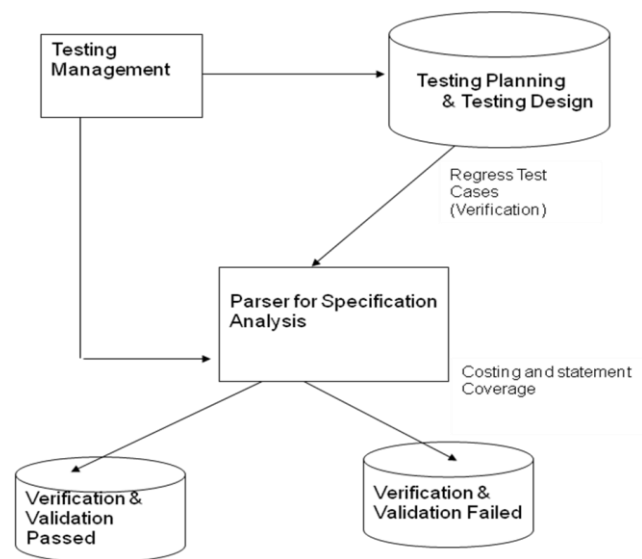 Testing
Management
Testing Planning
& Testing Design
Regress Test
Cases
(Verification)
Parser for Specification
Analysis
Costing and statement
Coverage
Verification &
Validation
Passed
Verification &
Validation Failed